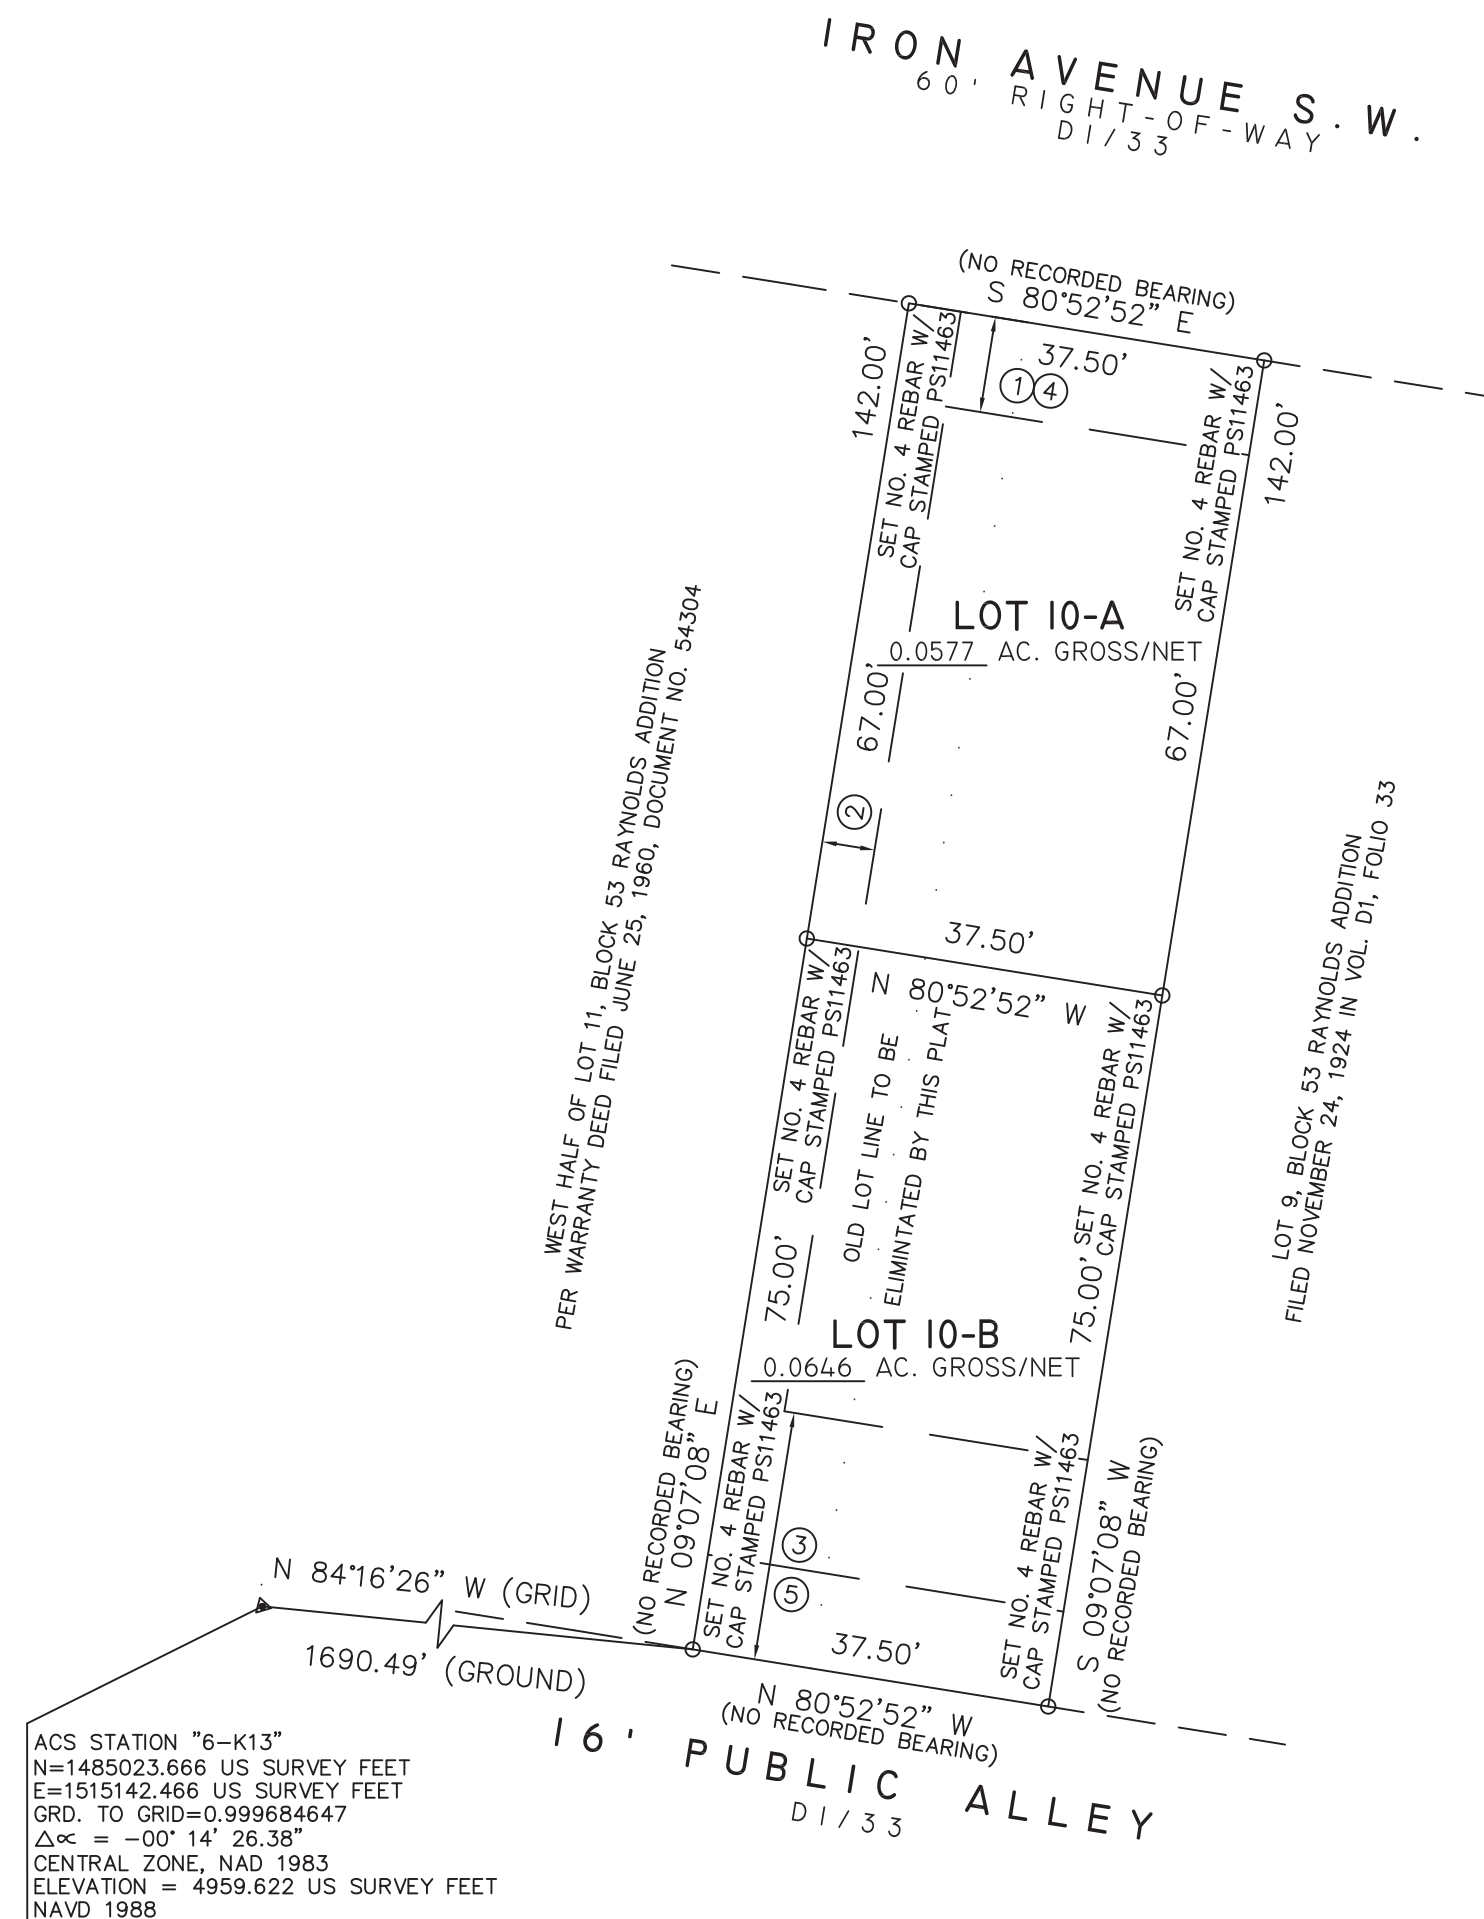 IRON AVENUE S.W.
60' RIGHT-OF-WAY
D1/33
(NO RECORDED BEARING)
S 80°52'52" E
37.50'
142.00'
SET NO. 4 REBAR W/
CAP STAMPED PS11463
1 4
SET NO. 4 REBAR W/
CAP STAMPED PS11463
142.00'
LOT 10-A
0.0577 AC. GROSS/NET
67.00'
67.00'
2
WEST HALF OF LOT 11, BLOCK 53 RAYNOLDS ADDITION
PER WARRANTY DEED FILED JUNE 25, 1960, DOCUMENT NO. 54304
LOT 9, BLOCK 53 RAYNOLDS ADDITION
FILED NOVEMBER 24, 1924 IN VOL. D1, FOLIO 33
37.50'
N 80°52'52" W
SET NO. 4 REBAR W/
CAP STAMPED PS11463
OLD LOT LINE TO BE
ELIMINTATED BY THIS PLAT
SET NO. 4 REBAR W/
CAP STAMPED PS11463
75.00'
75.00'
LOT 10-B
0.0646 AC. GROSS/NET
(NO RECORDED BEARING)
N 09°07'08" E
SET NO. 4 REBAR W/
CAP STAMPED PS11463
3
5
SET NO. 4 REBAR W/
CAP STAMPED PS11463
S 09°07'08" W
(NO RECORDED BEARING)
N 84°16'26" W (GRID)
1690.49' (GROUND)
37.50'
N 80°52'52" W
(NO RECORDED BEARING)
16' PUBLIC ALLEY
D1/33
ACS STATION "6-K13"
N=1485023.666 US SURVEY FEET
E=1515142.466 US SURVEY FEET
GRD. TO GRID=0.999684647
△∝ = -00° 14' 26.38"
CENTRAL ZONE, NAD 1983
ELEVATION = 4959.622 US SURVEY FEET
NAVD 1988